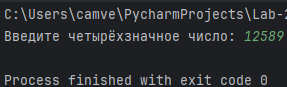 C:\Users\camve\PycharmProjects\Lab-2
Введите четырёхзначное число: 12589
Process finished with exit code 0